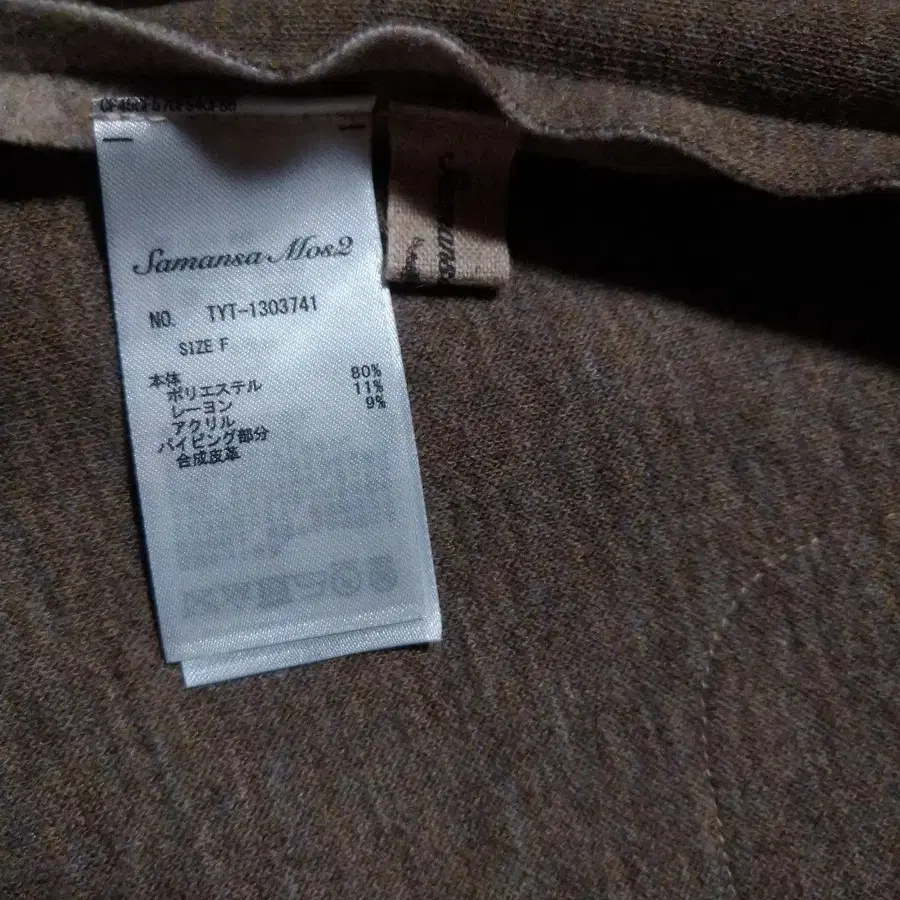 Samansa Mos2
NO. TYT-1303741
SIZE F
本体
ポリエステル 80%
レーヨン 11%
アクリル 9%
パイピング部分
合成皮革